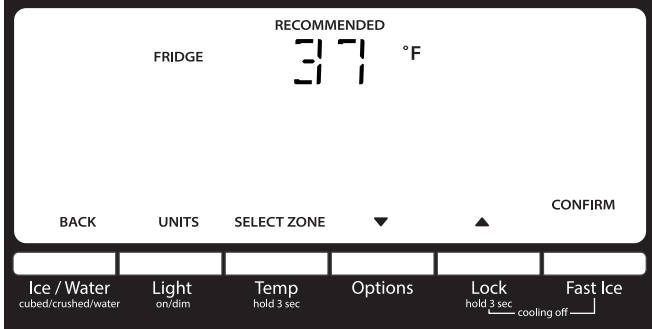 RECOMMENDED
FRIDGE 37 °F
CONFIRM
BACK UNITS SELECT ZONE ▼ ▲
Ice / Water Light Temp Options Lock Fast Ice
cubed/crushed/water on/dim hold 3 sec hold 3 sec
cooling off